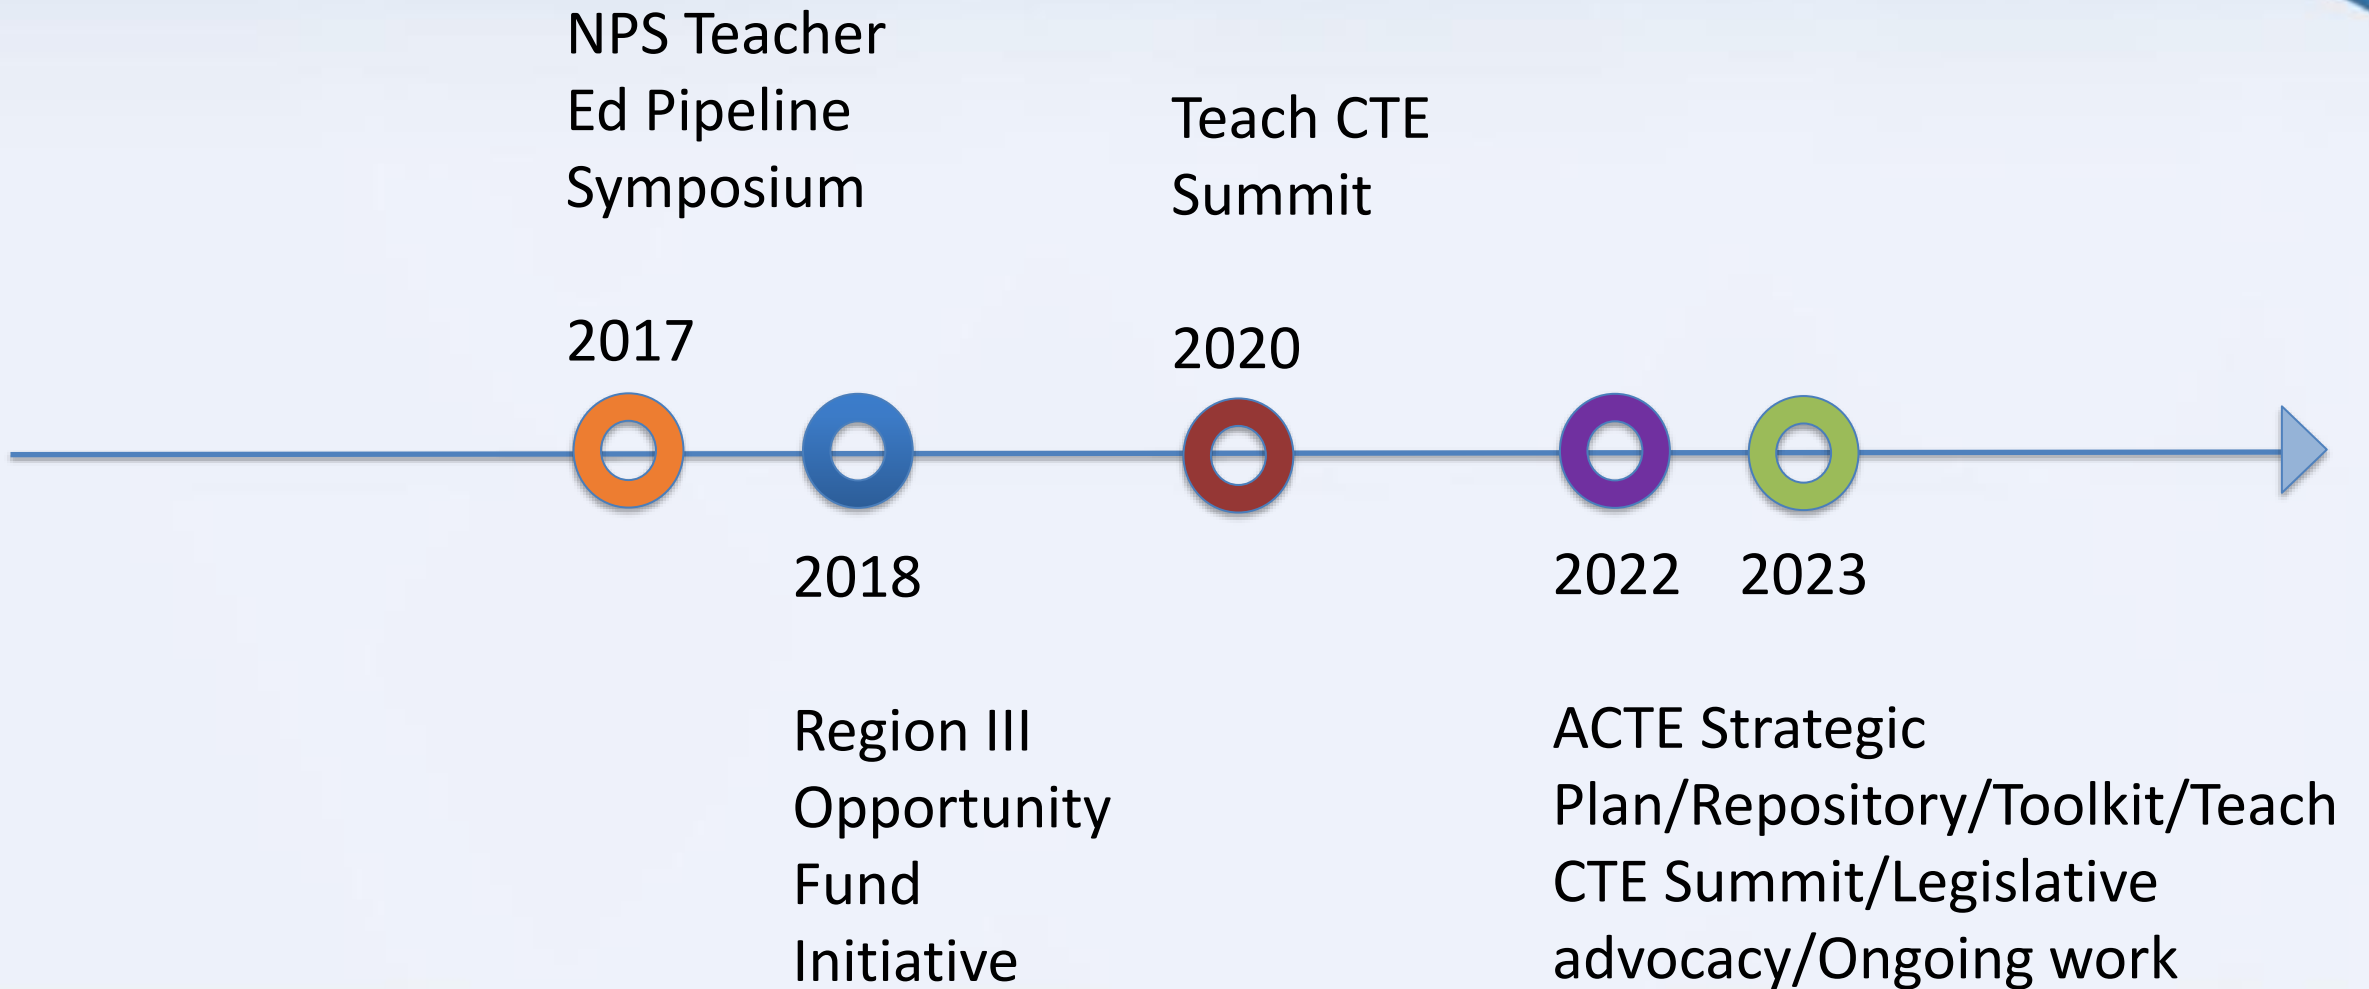 NPS Teacher
Ed Pipeline
Symposium
2017
Teach CTE
Summit
2020
2018
Region III
Opportunity
Fund
Initiative
2022 2023
ACTE Strategic
Plan/Repository/Toolkit/Teach
CTE Summit/Legislative
advocacy/Ongoing work